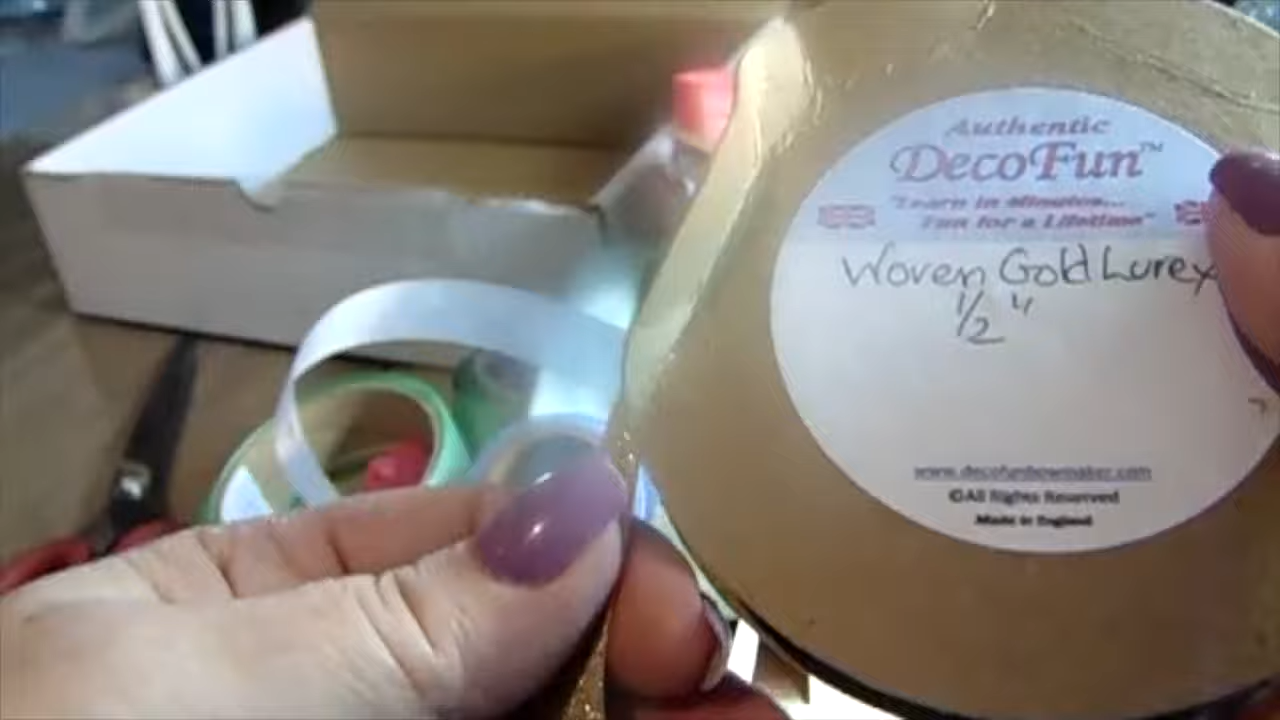 Authentic
DecoFun™
"Learn in Minutes...
Fun for a Lifetime"
Woven Gold Lurex
1/2"
www.decofunbowmaker.com
©All Rights Reserved
Made in England